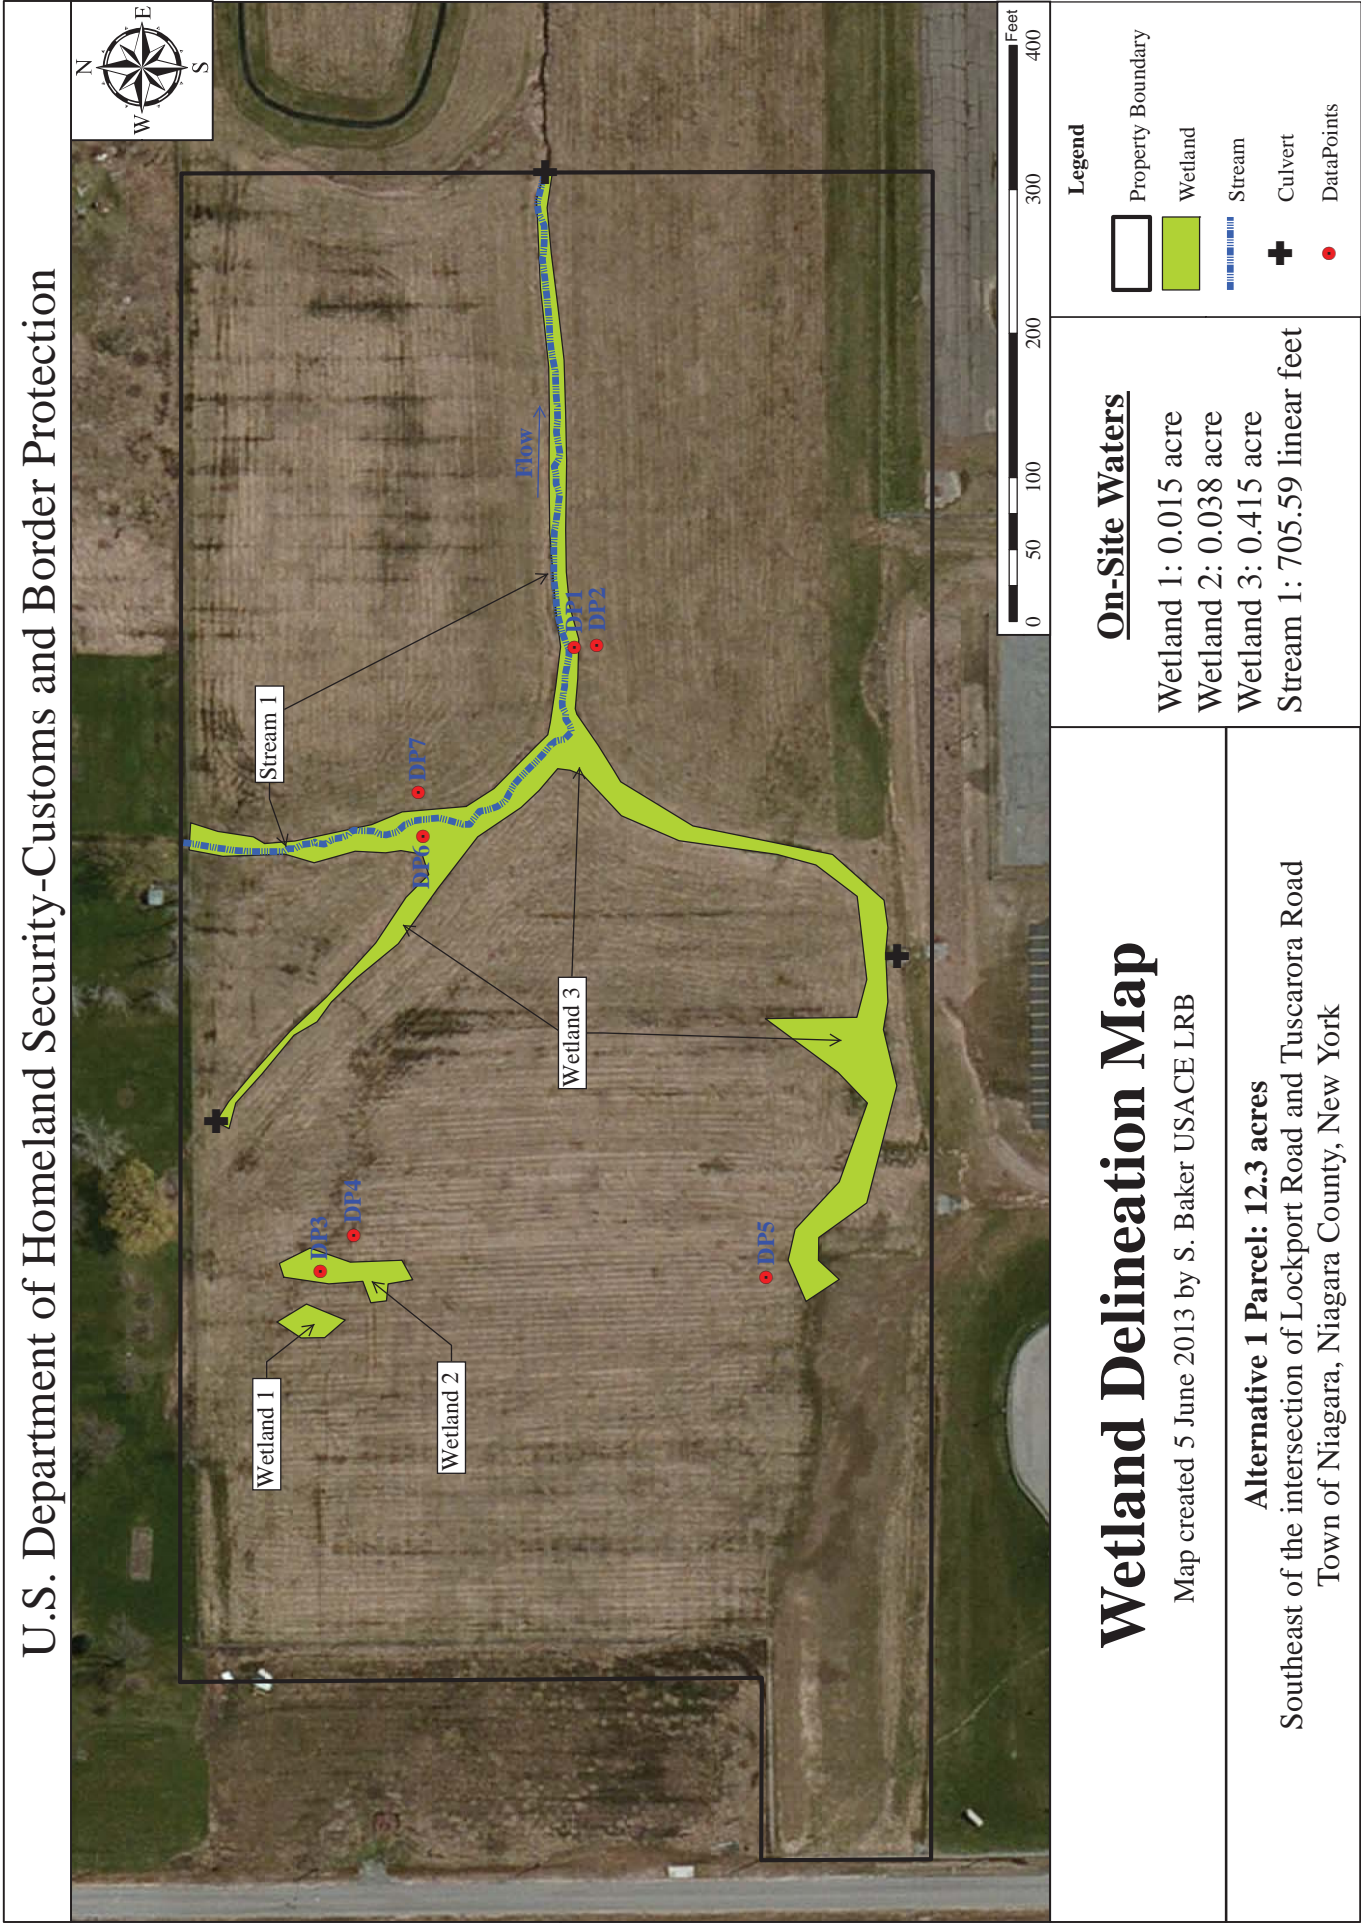 U.S. Department of Homeland Security-Customs and Border Protection
N
E
W
S
Stream 1
Flow
DP7
DP6
DP1
DP2
Wetland 3
DP3
DP4
DP5
Wetland 1
Wetland 2
0 50 100 200 300 400
Feet
Wetland Delineation Map
Map created 5 June 2013 by S. Baker USACE LRB
Alternative 1 Parcel: 12.3 acres
Southeast of the intersection of Lockport Road and Tuscarora Road
Town of Niagara, Niagara County, New York
On-Site Waters
Wetland 1: 0.015 acre
Wetland 2: 0.038 acre
Wetland 3: 0.415 acre
Stream 1: 705.59 linear feet
Legend
Property Boundary
Wetland
Stream
Culvert
DataPoints